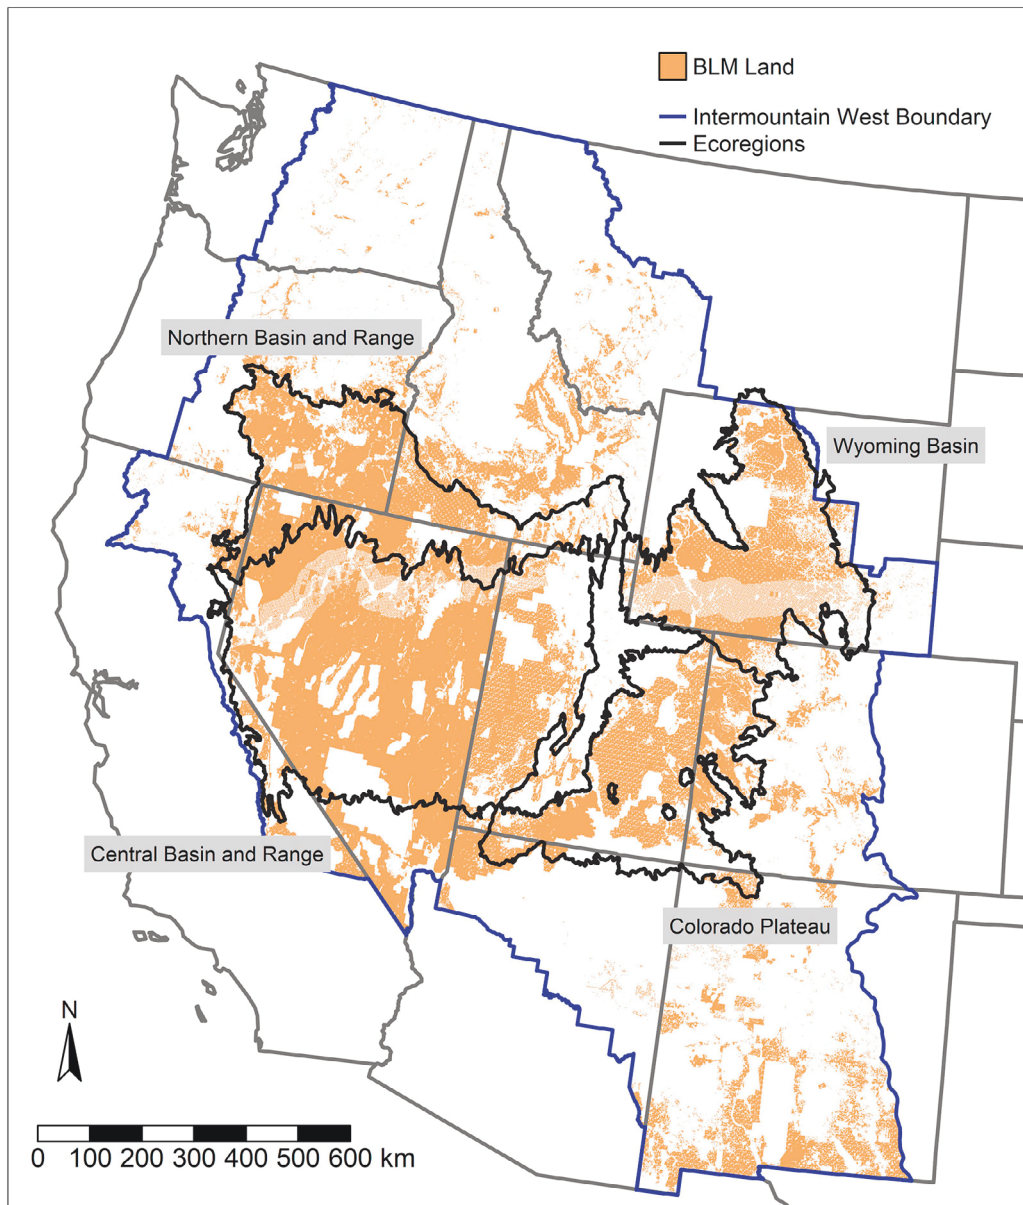 BLM Land
Intermountain West Boundary
Ecoregions
Northern Basin and Range
Wyoming Basin
Central Basin and Range
Colorado Plateau
N
0 100 200 300 400 500 600 km